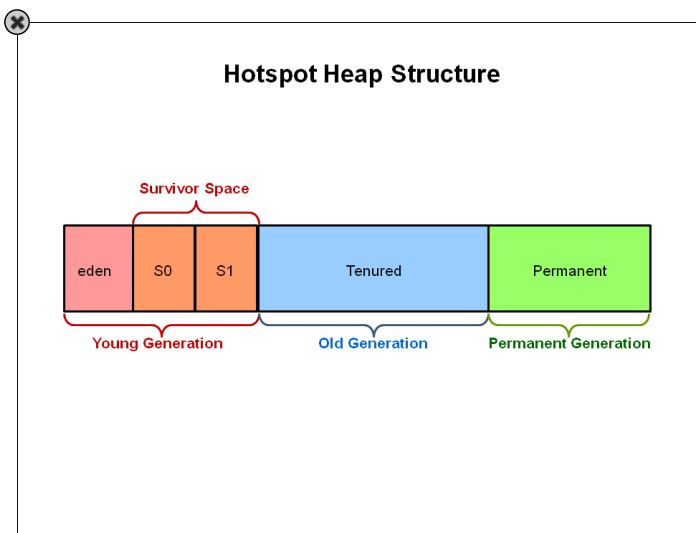 Hotspot Heap Structure
Survivor Space
eden
S0
S1
Tenured
Permanent
Young Generation
Old Generation
Permanent Generation